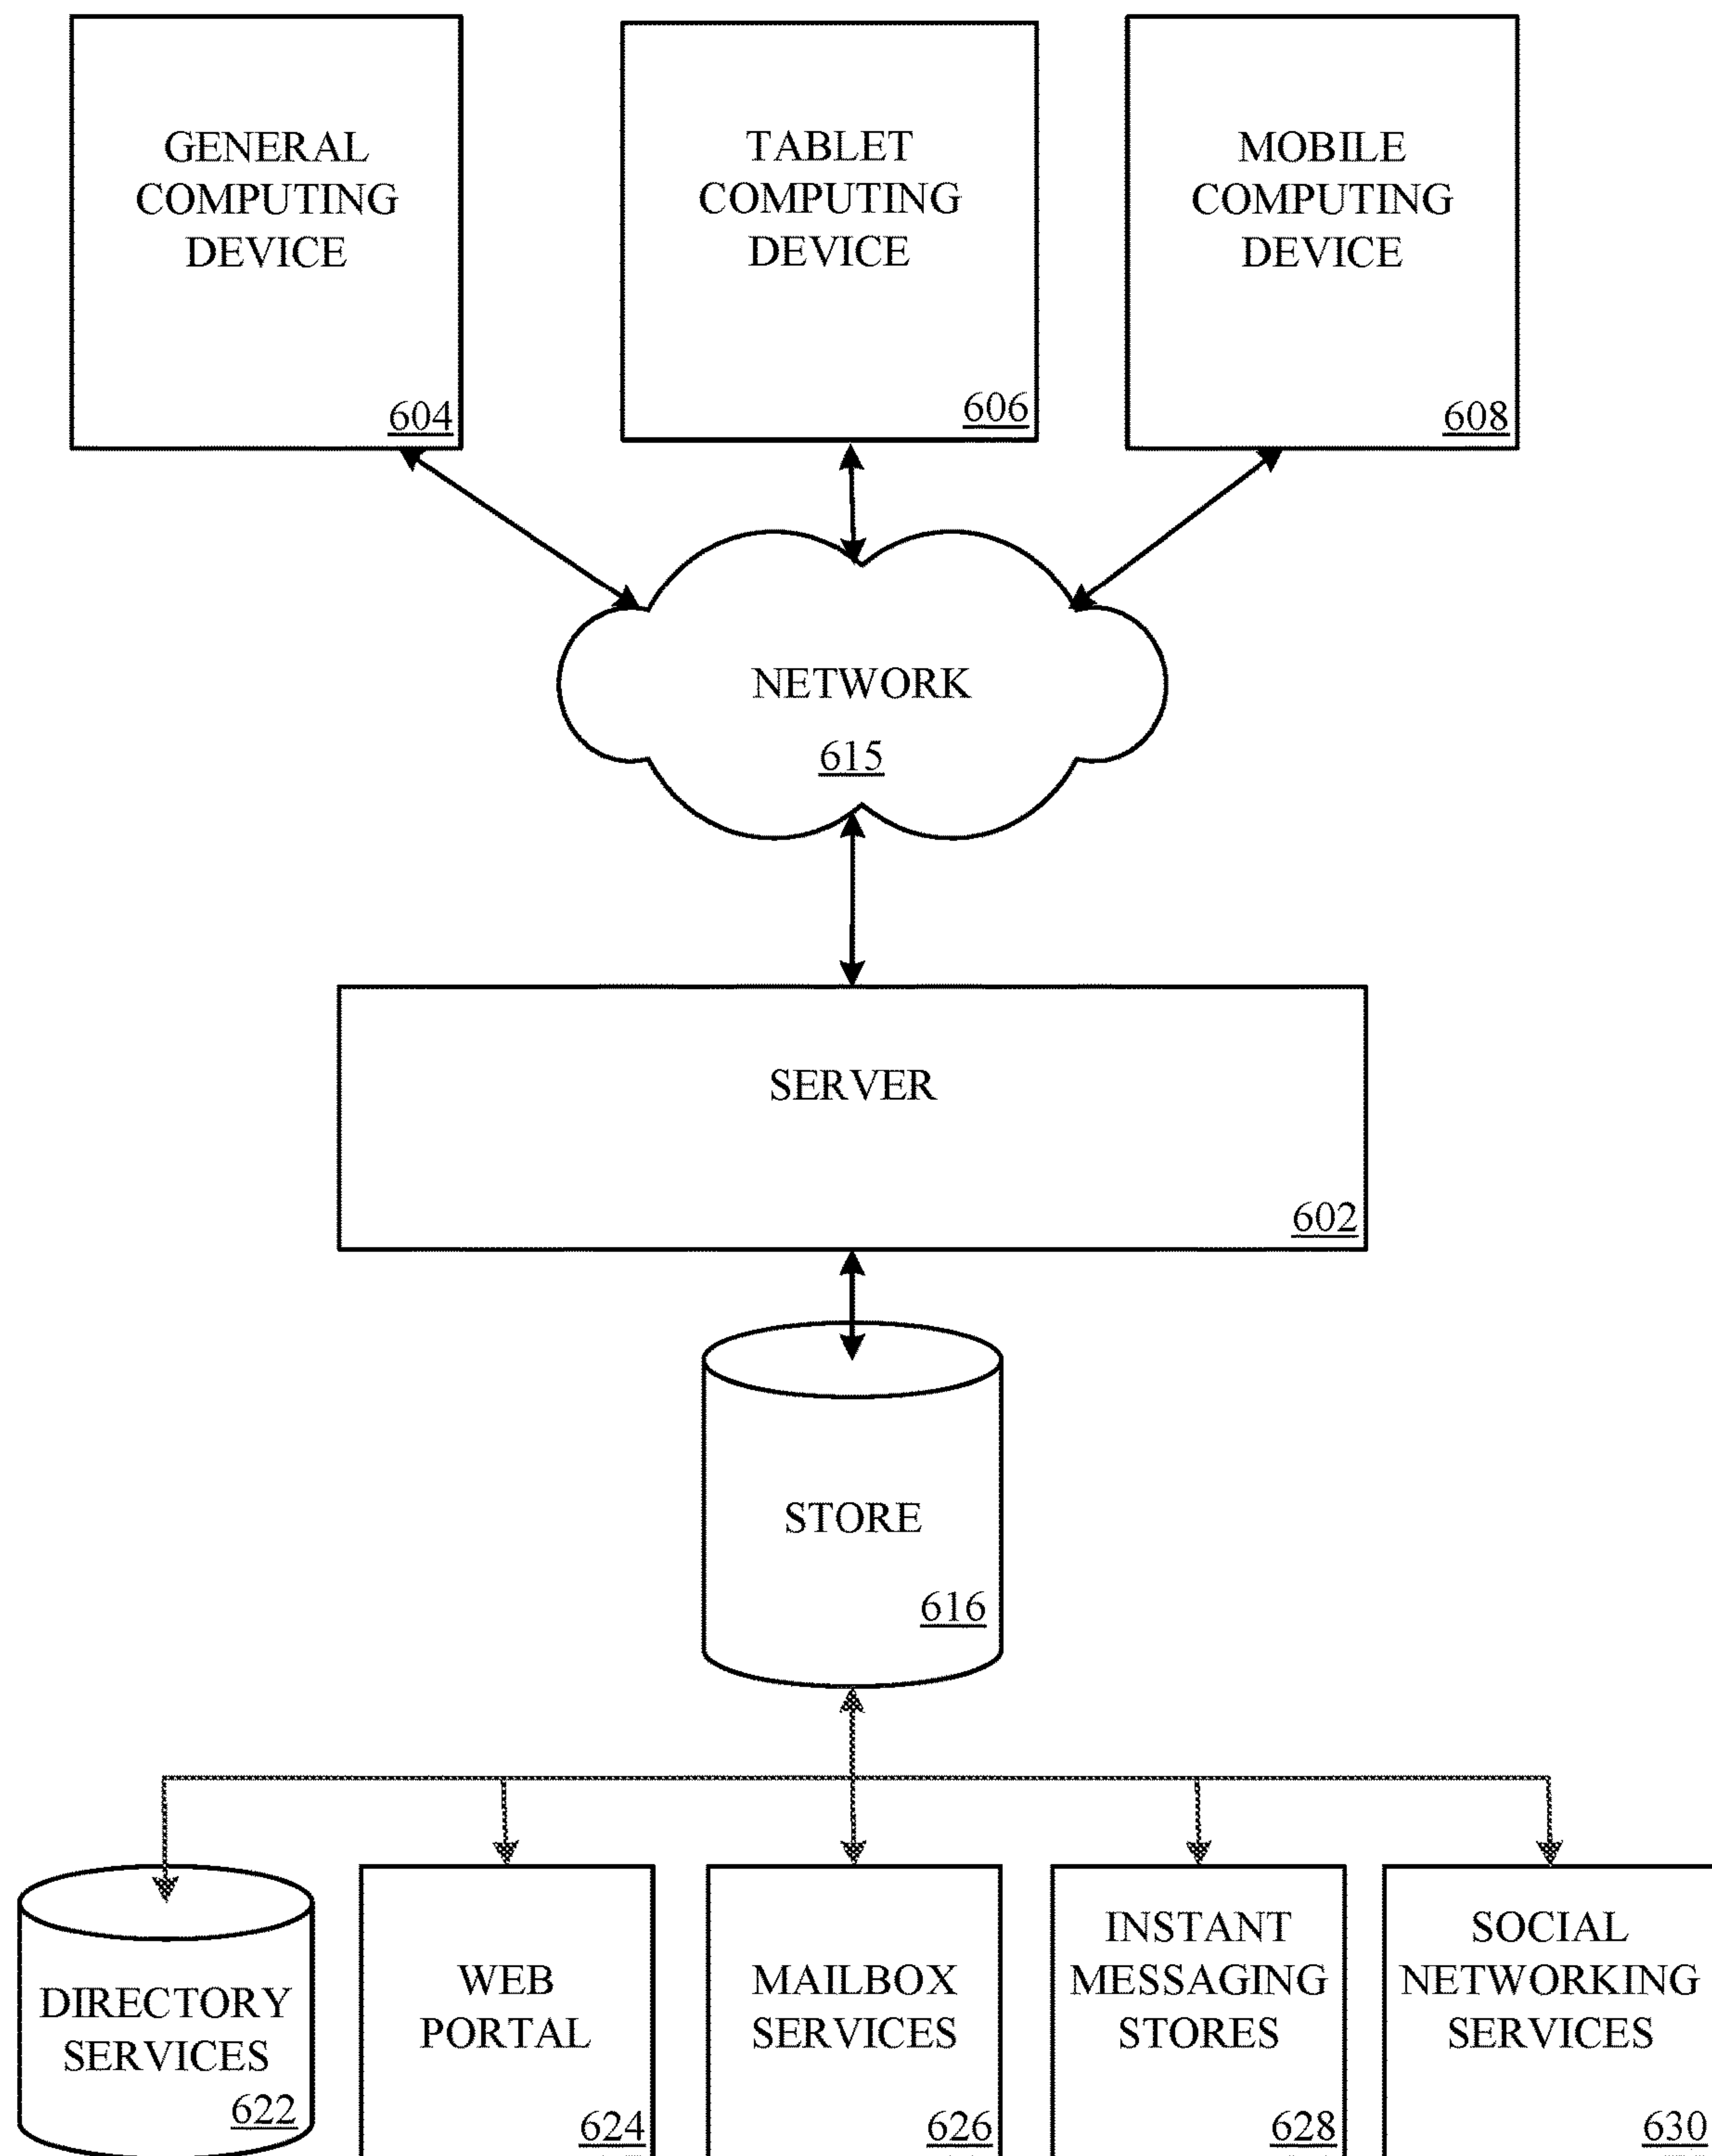 GENERAL
COMPUTING
DEVICE
604
TABLET
COMPUTING
DEVICE
606
MOBILE
COMPUTING
DEVICE
608
NETWORK
615
SERVER
602
STORE
616
DIRECTORY
SERVICES
622
WEB
PORTAL
624
MAILBOX
SERVICES
626
INSTANT
MESSAGING
STORES
628
SOCIAL
NETWORKING
SERVICES
630